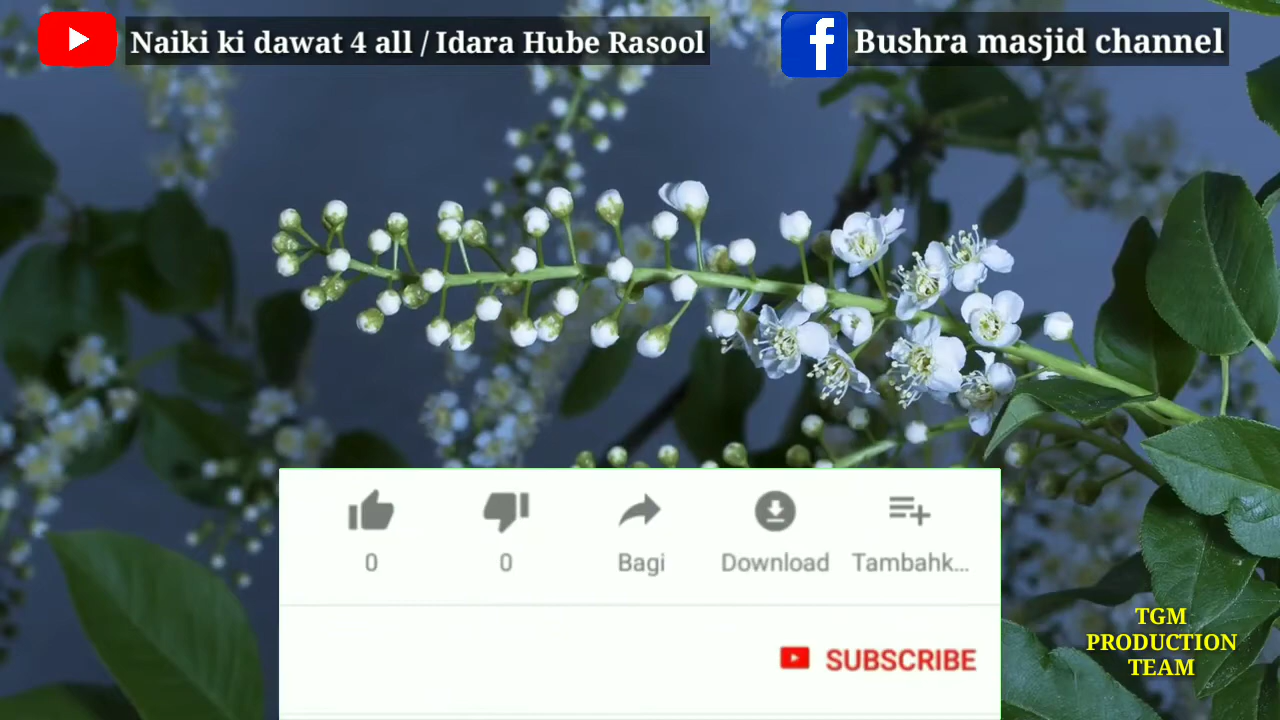 Naiki ki dawat 4 all / Idara Hube Rasool
Bushra masjid channel
0
0
Bagi
Download
Tambahk...
SUBSCRIBE
TGM
PRODUCTION
TEAM